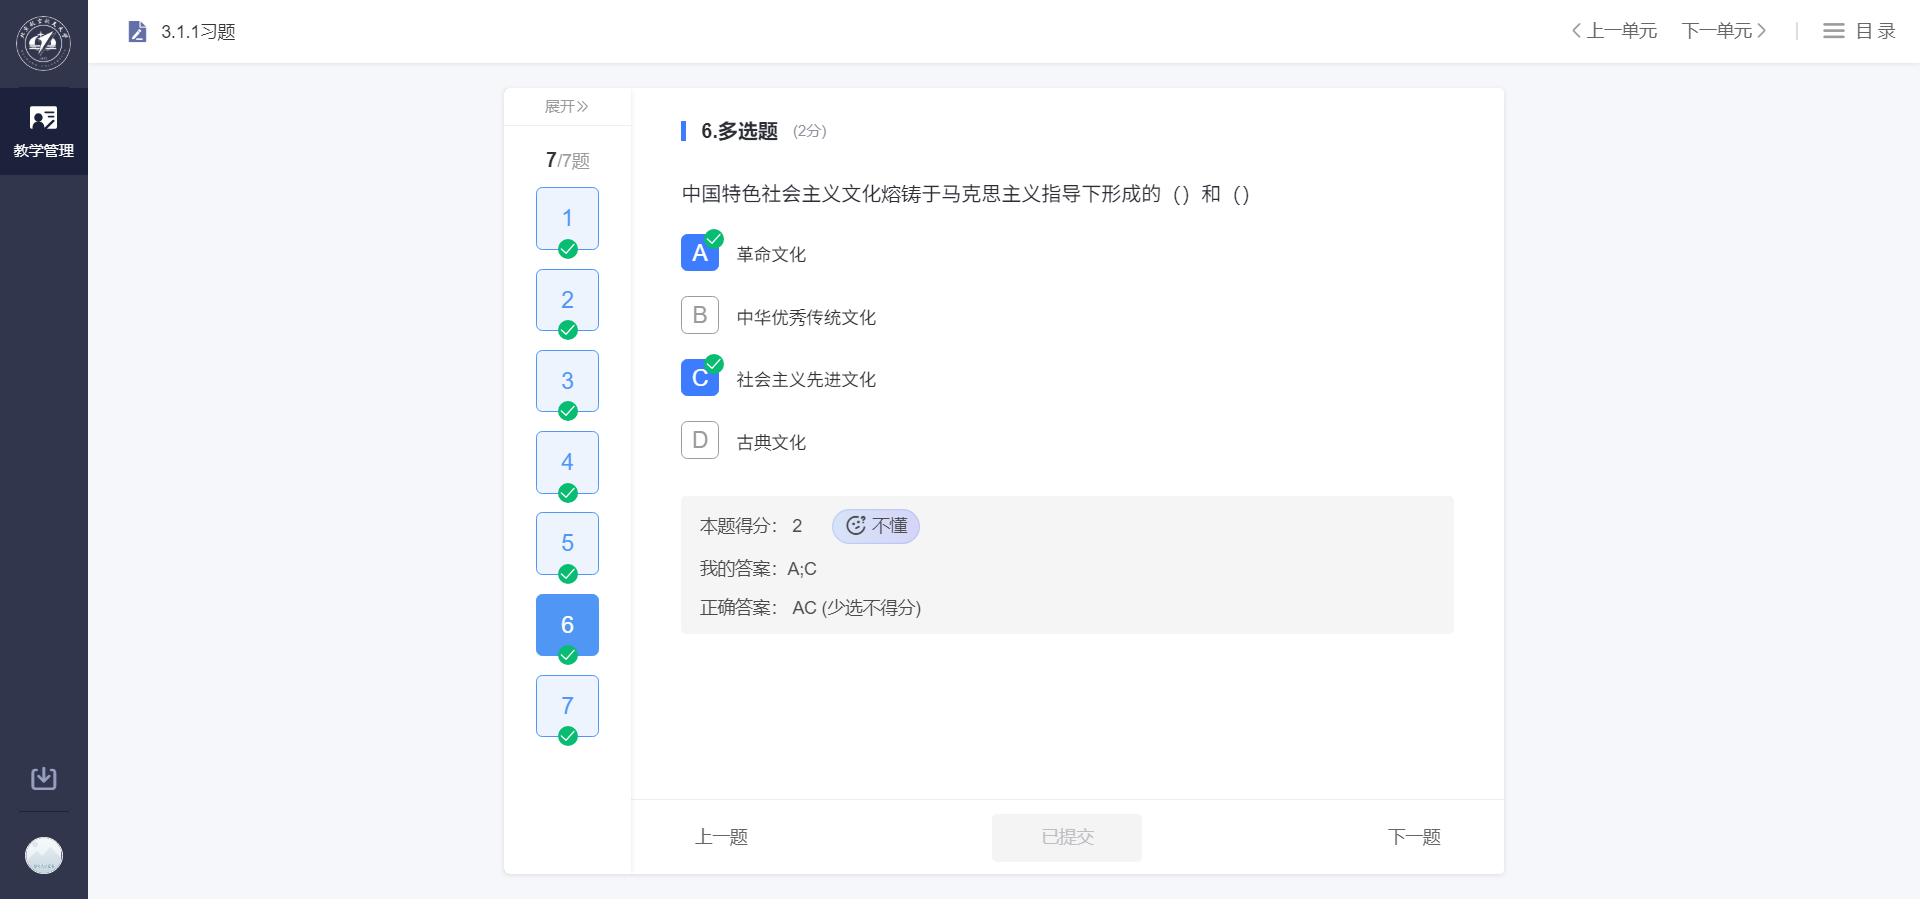 3.1.1习题
上一单元
下一单元
目录
教学管理
展开
7/7题
1
2
3
4
5
6
7
6.多选题 (2分)
中国特色社会主义文化熔铸于马克思主义指导下形成的（）和（）
A 革命文化
B 中华优秀传统文化
C 社会主义先进文化
D 古典文化
本题得分： 2 不懂
我的答案：A;C
正确答案： AC (少选不得分)
上一题
已提交
下一题